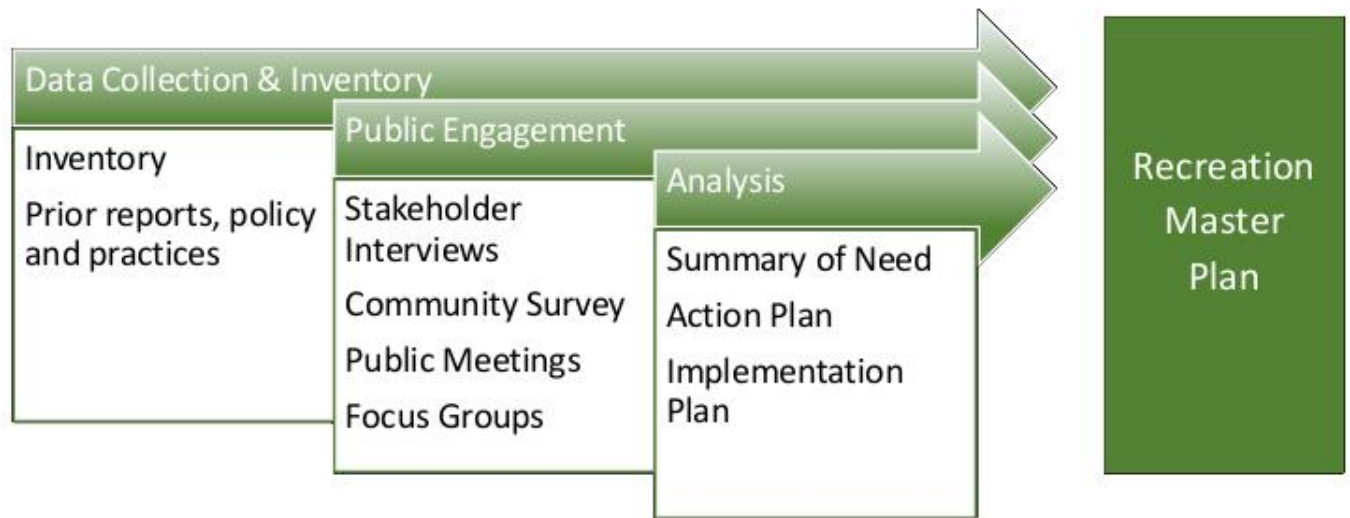 Data Collection & Inventory
Inventory
Prior reports, policy
and practices
Public Engagement
Stakeholder
Interviews
Community Survey
Public Meetings
Focus Groups
Analysis
Summary of Need
Action Plan
Implementation
Plan
Recreation
Master
Plan